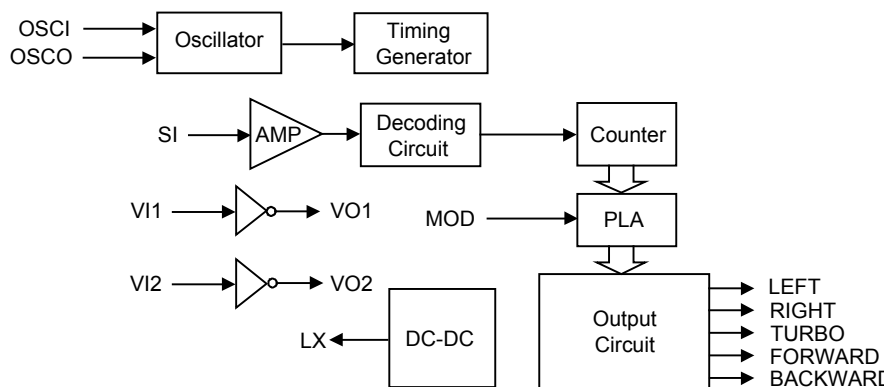 OSCI
OSCO
Oscillator
Timing
Generator
SI
AMP
Decoding
Circuit
Counter
VI1
VO1
MOD
PLA
VI2
VO2
LX
DC-DC
Output
Circuit
LEFT
RIGHT
TURBO
FORWARD
BACKWARD